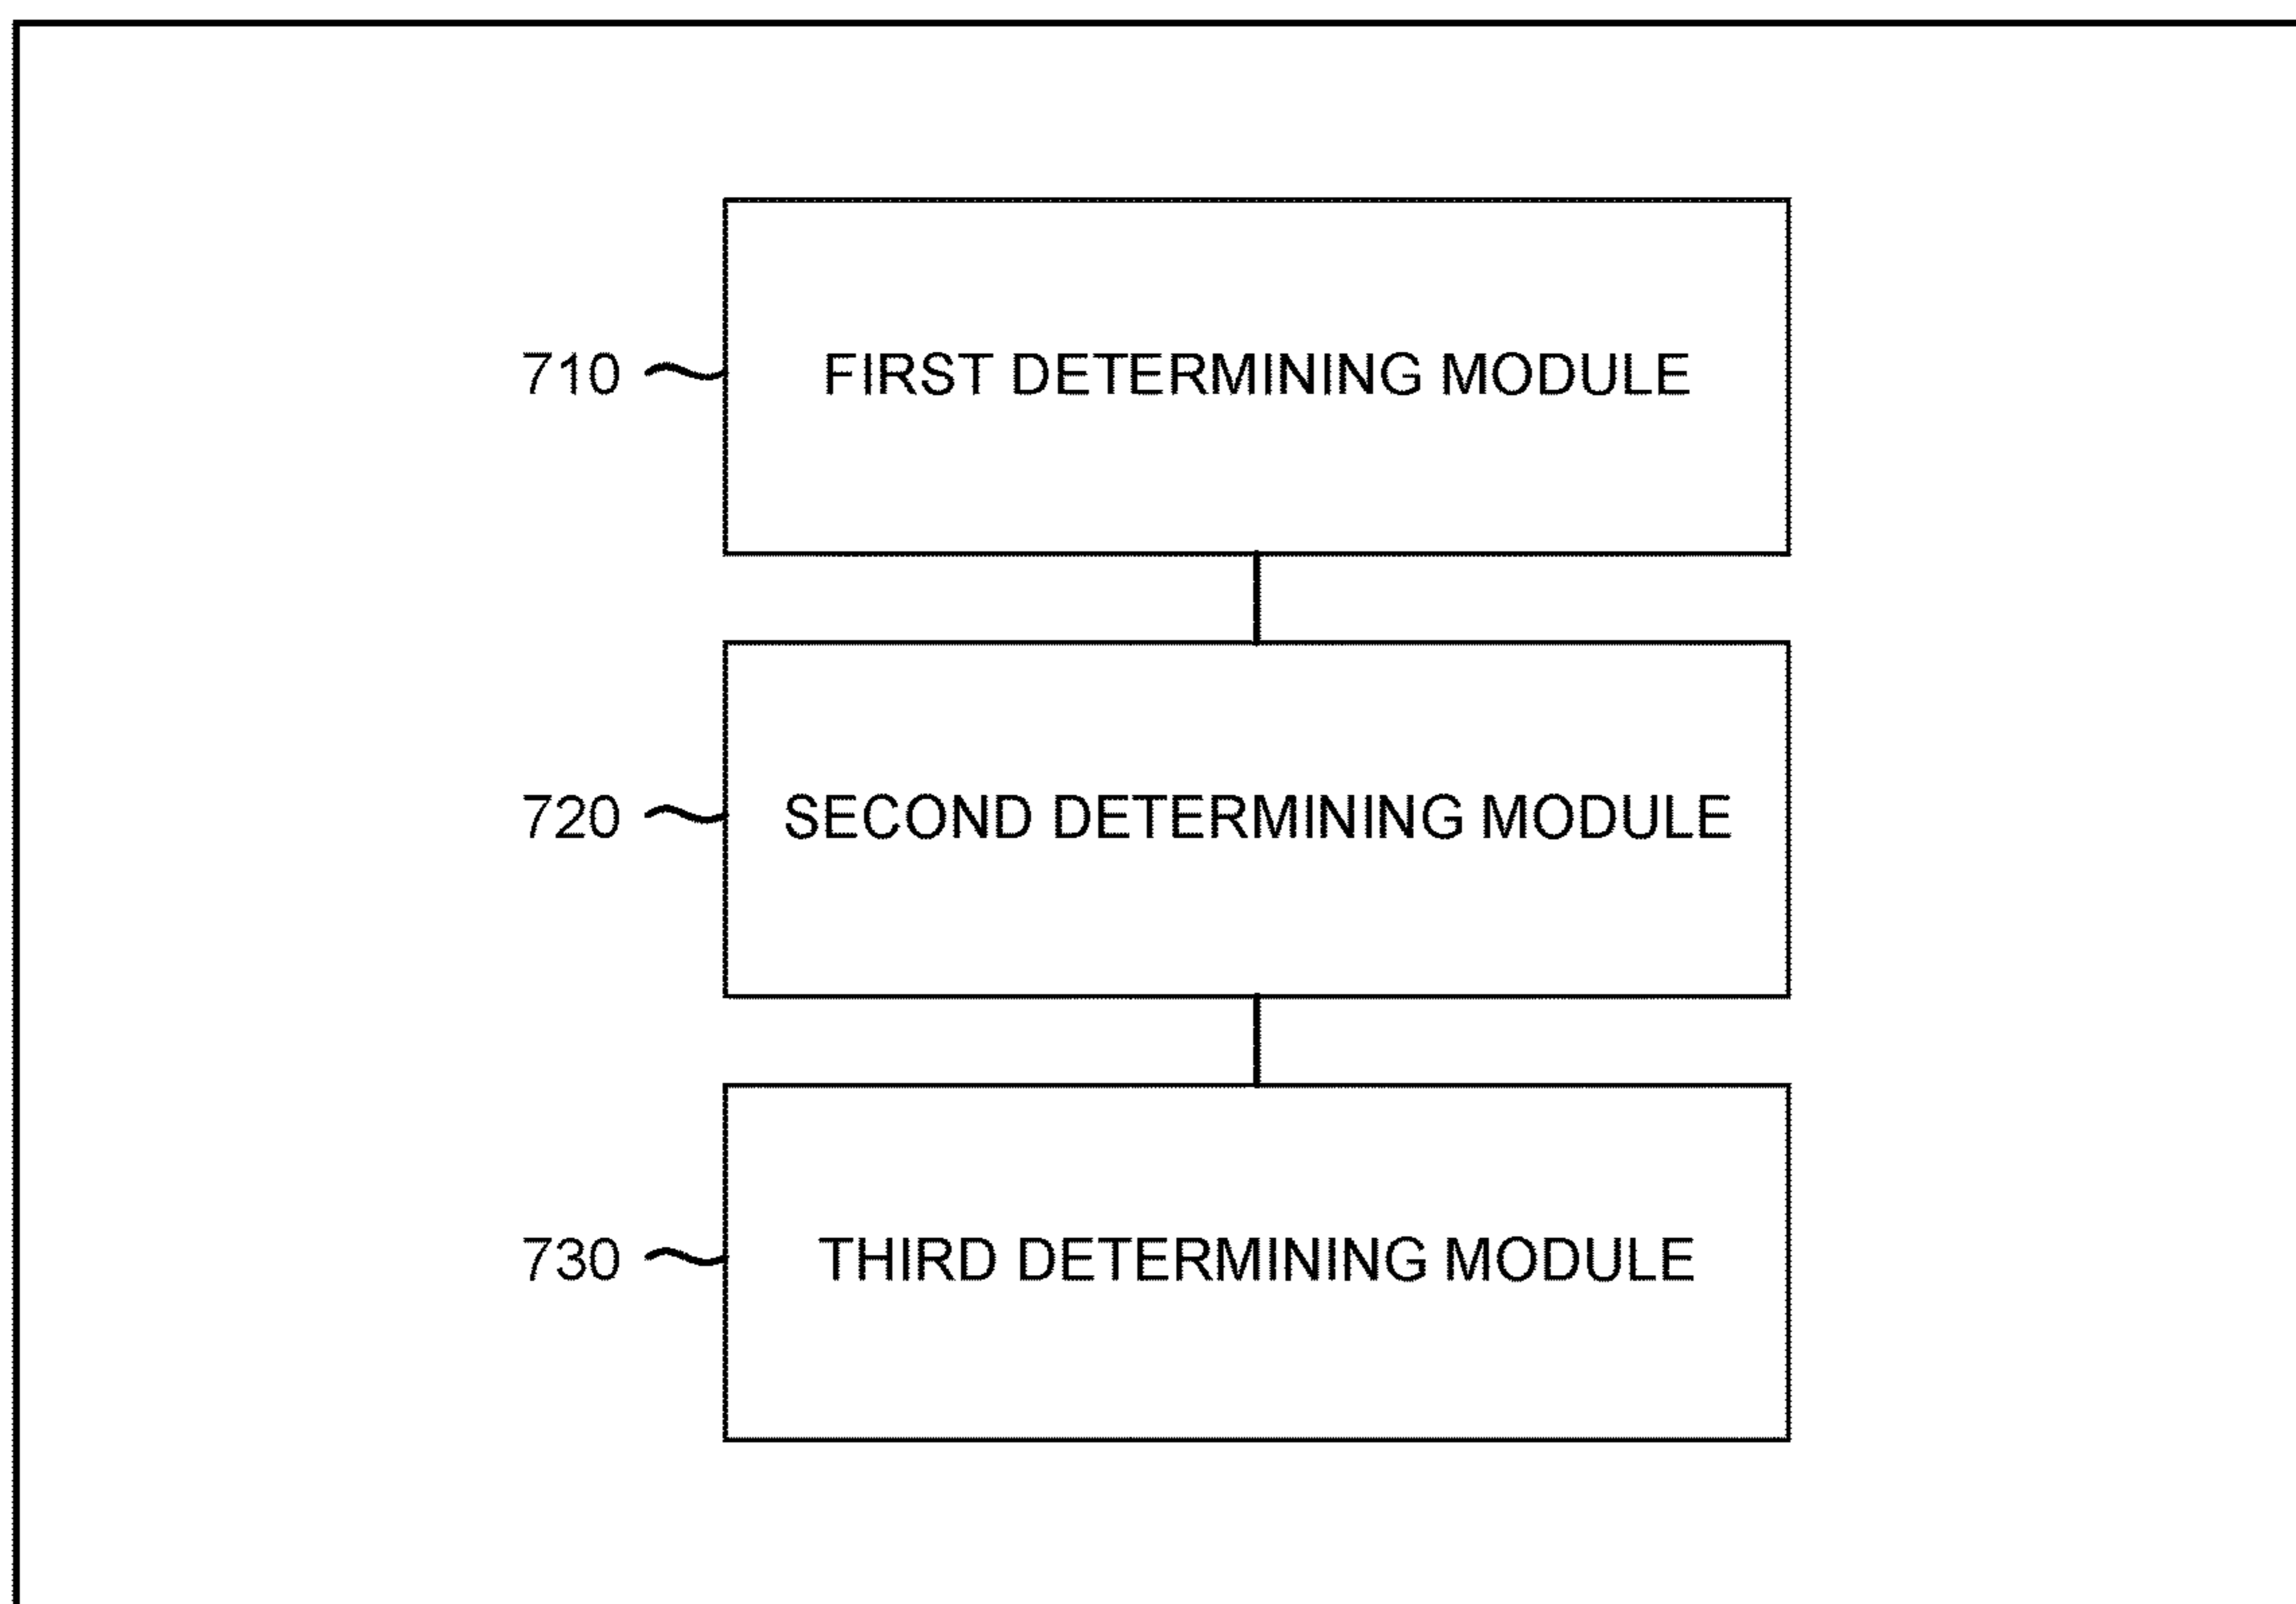 710 FIRST DETERMINING MODULE
720 SECOND DETERMINING MODULE
730 THIRD DETERMINING MODULE